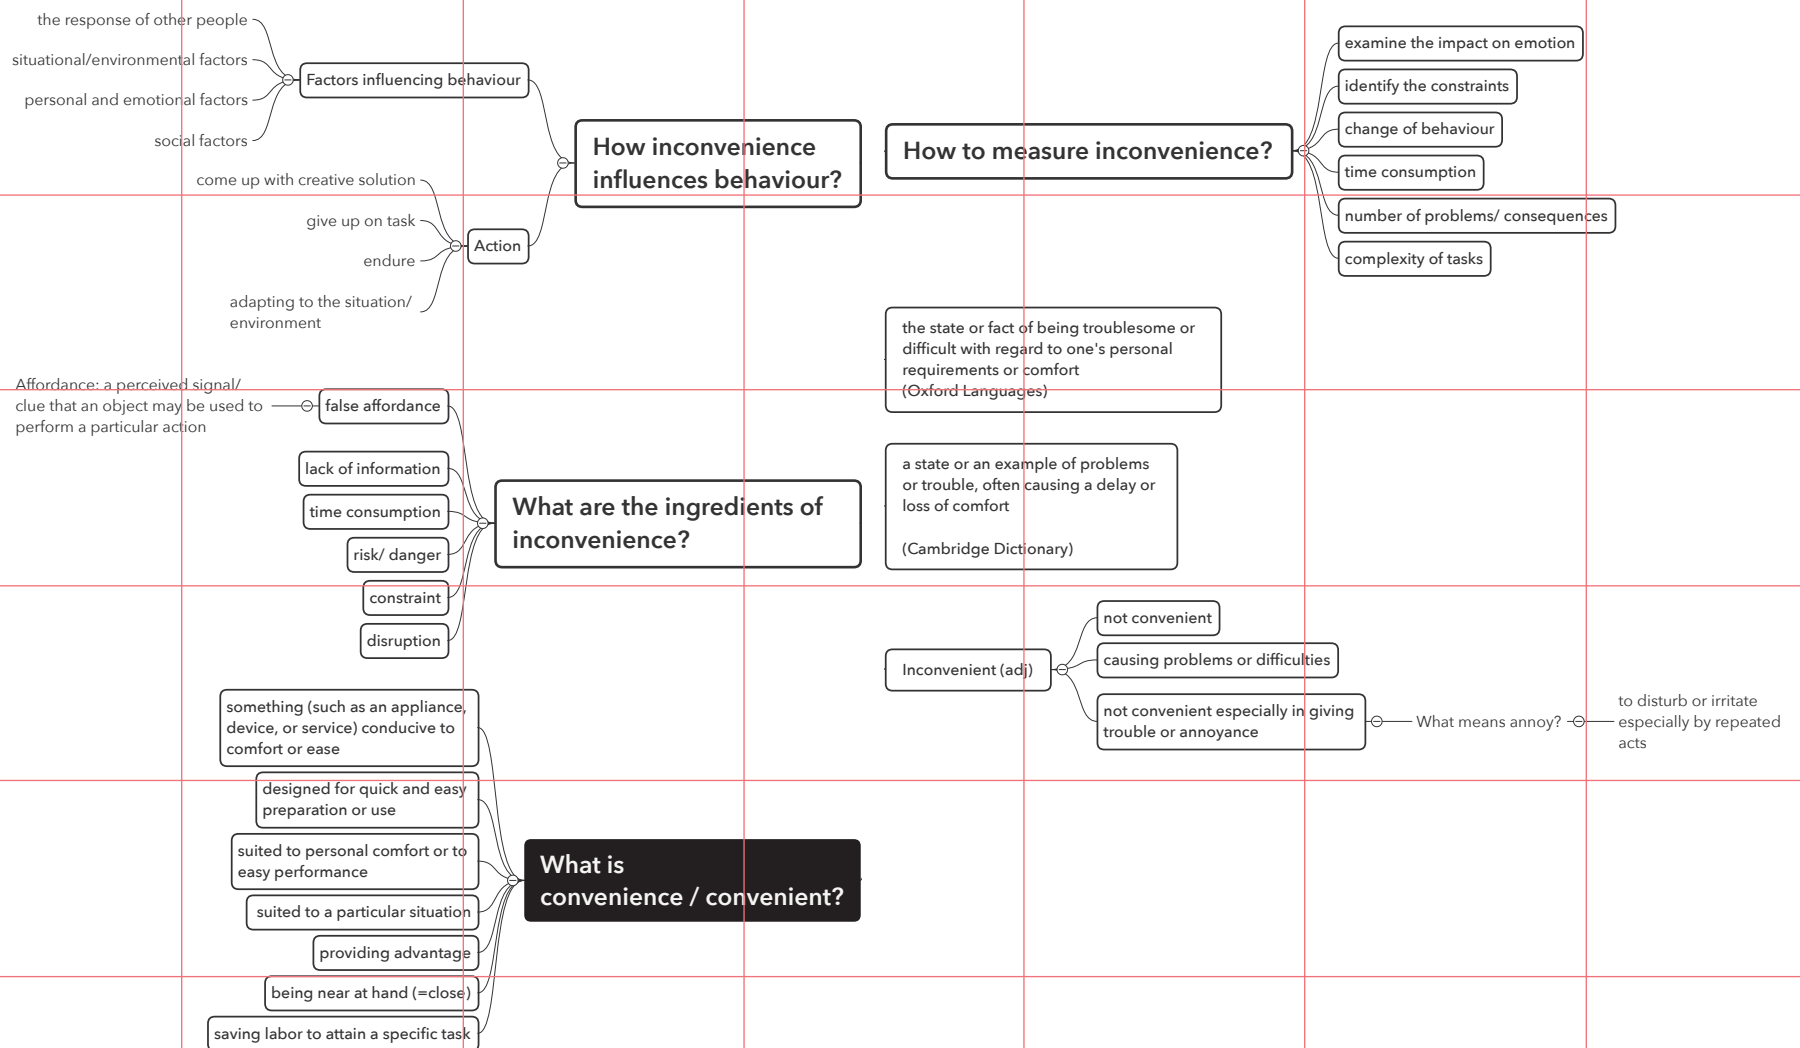 the response of other people
situational/environmental factors
personal and emotional factors
social factors
Factors influencing behaviour
come up with creative solution
give up on task
endure
adapting to the situation/
environment
Action
How inconvenience
influences behaviour?
How to measure inconvenience?
examine the impact on emotion
identify the constraints
change of behaviour
time consumption
number of problems/ consequences
complexity of tasks
the state or fact of being troublesome or
difficult with regard to one's personal
requirements or comfort
(Oxford Languages)
Affordance: a perceived signal/
clue that an object may be used to
perform a particular action
false affordance
lack of information
time consumption
risk/ danger
constraint
disruption
What are the ingredients of
inconvenience?
a state or an example of problems
or trouble, often causing a delay or
loss of comfort
(Cambridge Dictionary)
Inconvenient (adj)
not convenient
causing problems or difficulties
not convenient especially in giving
trouble or annoyance
What means annoy?
to disturb or irritate
especially by repeated
acts
something (such as an appliance,
device, or service) conducive to
comfort or ease
designed for quick and easy
preparation or use
suited to personal comfort or to
easy performance
suited to a particular situation
providing advantage
being near at hand (=close)
saving labor to attain a specific task
What is
convenience / convenient?